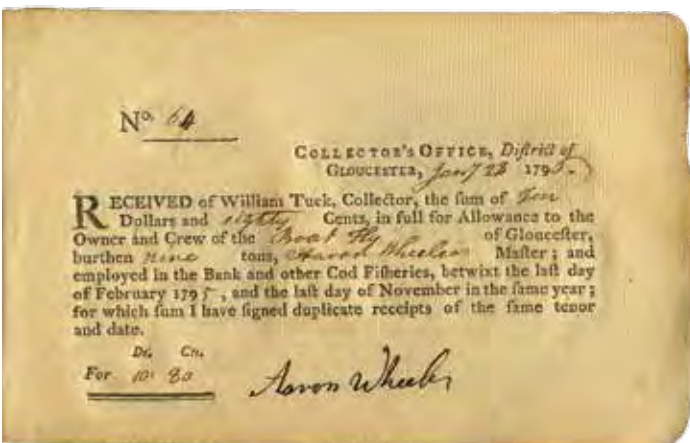 No. 64
COLLECTOR'S OFFICE, Diſtrict of
GLOUCESTER, Jany 179
RECEIVED of William Tuck, Collector, the ſum of Ten
Dollars and eighty Cents, in full for Allowance to the
Owner and Crew of the Boat Fly of Glouceſter,
burthen nine tons, Aaron Wheeler Maſter; and
employed in the Bank and other Cod Fiſheries, betwixt the laſt day
of February 1795, and the laſt day of November in the ſame year;
for which ſum I have ſigned duplicate receipts of the ſame tenor
and date.
Dr. Cts.
For 10 80
Aaron Wheeler